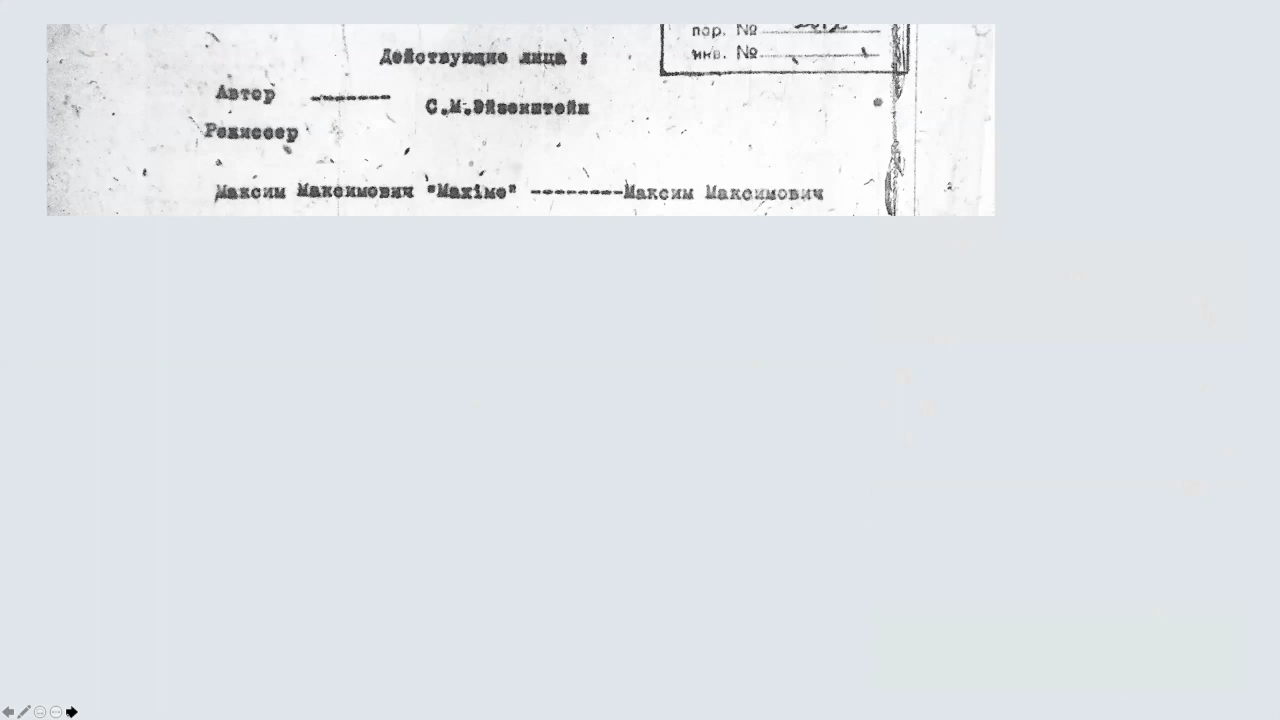 пор. №
инв. №
Действующие лица :
Автор -------
С.М.Эйзенштейн
Режиссер
Максим Максимович "Maxime" --------Максим Максимович